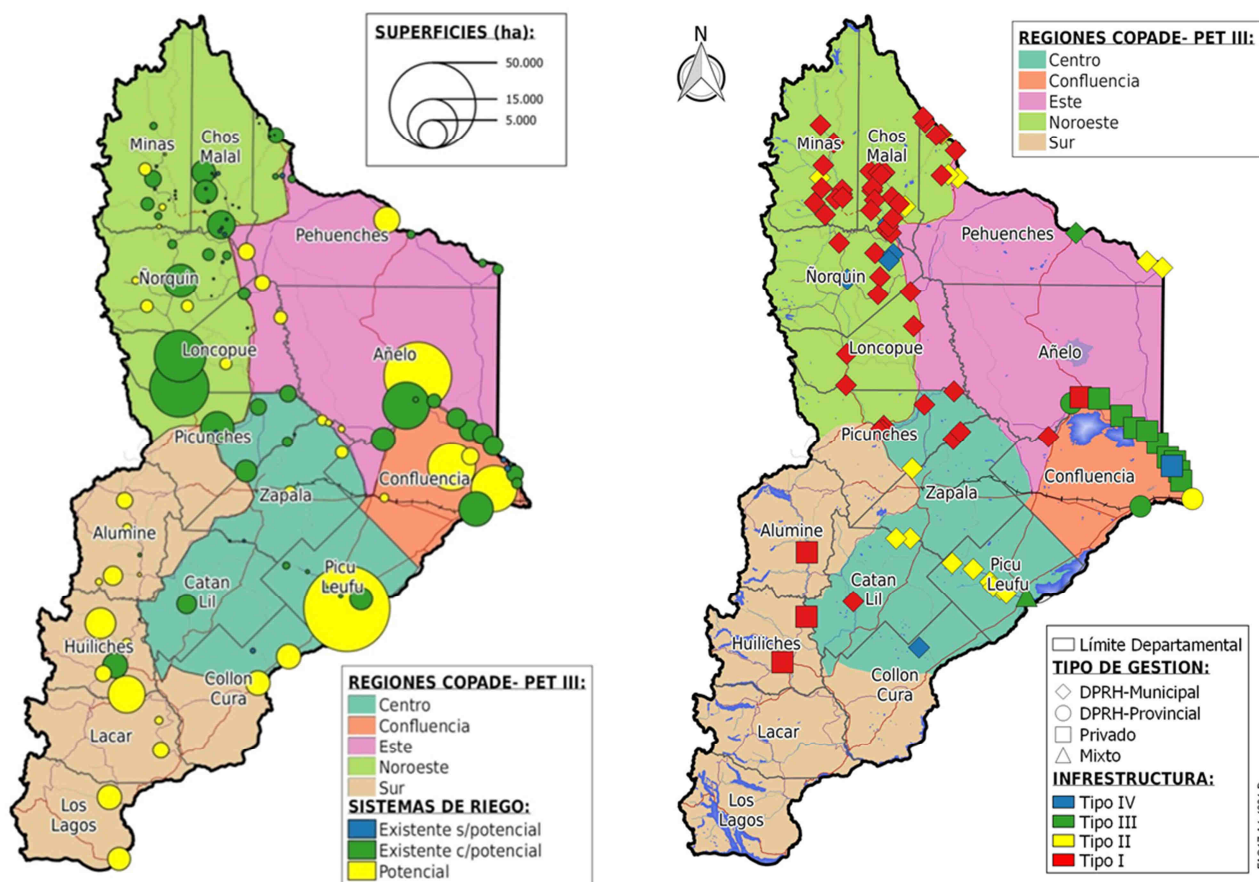 SUPERFICIES (ha):
50.000
15.000
5.000
Minas
Chos
Malal
Pehuenches
Ñorquin
Loncopue
Añelo
Picunches
Confluencia
Zapala
Alumine
Picu
Leufu
Catan
Lil
Huiliches
Collon
Cura
Lacar
Los
Lagos
REGIONES COPADE- PET III:
Centro
Confluencia
Este
Noroeste
Sur
SISTEMAS DE RIEGO:
Existente s/potencial
Existente c/potencial
Potencial
N
REGIONES COPADE- PET III:
Centro
Confluencia
Este
Noroeste
Sur
Minas
Chos
Malal
Pehuenches
Ñorquin
Loncopue
Añelo
Picunches
Confluencia
Zapala
Alumine
Picu
Leufu
Catan
Lil
Huiliches
Collon
Cura
Lacar
Los
Lagos
Límite Departamental
TIPO DE GESTION:
DPRH-Municipal
DPRH-Provincial
Privado
Mixto
INFRESTRUCTURA:
Tipo IV
Tipo III
Tipo II
Tipo I